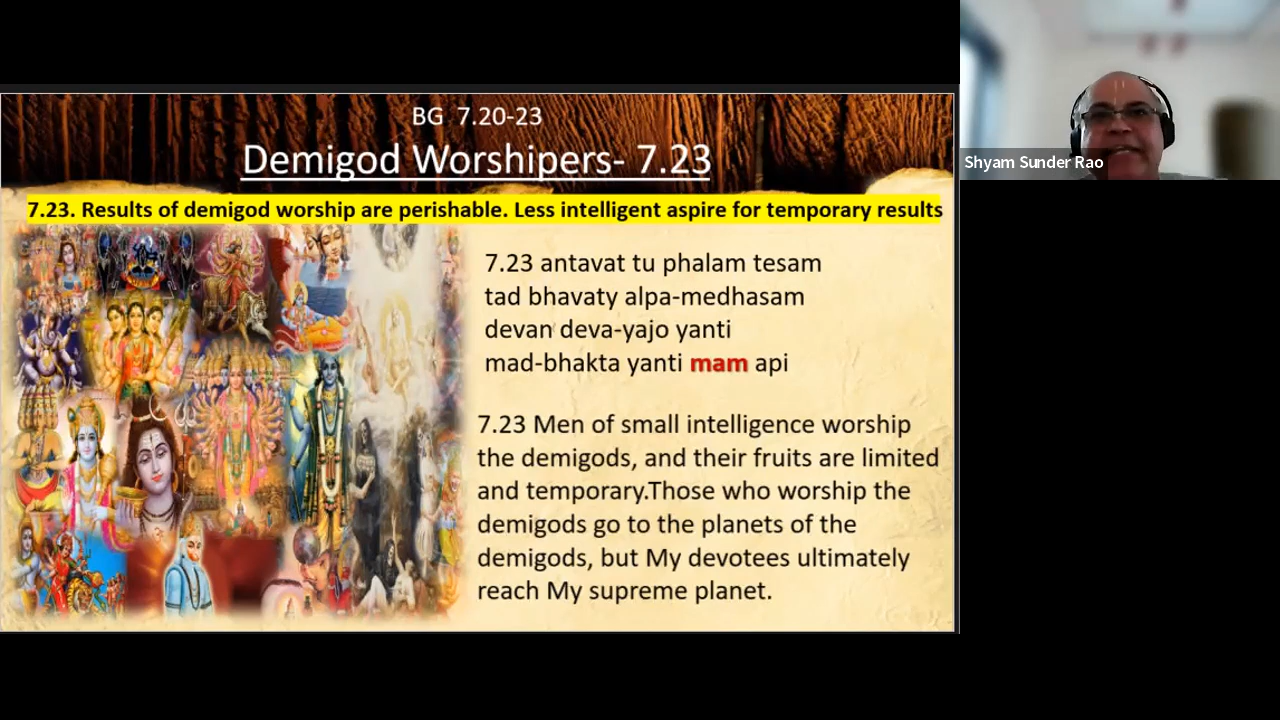 BG 7.20-23
Demigod Worshipers- 7.23
7.23. Results of demigod worship are perishable. Less intelligent aspire for temporary results
7.23 antavat tu phalam tesam
tad bhavaty alpa-medhasam
devan deva-yajo yanti
mad-bhakta yanti mam api
7.23 Men of small intelligence worship
the demigods, and their fruits are limited
and temporary.Those who worship the
demigods go to the planets of the
demigods, but My devotees ultimately
reach My supreme planet.
Shyam Sunder Rao